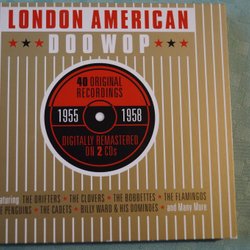 LONDON AMERICAN
DOO WOP
40 ORIGINAL
RECORDINGS
1955 1958
DIGITALLY REMASTERED
ON 2 CDs
featuring THE DRIFTERS ★ THE CLOVERS ★ THE BOBBETTES ★ THE FLAMINGOS
THE PENGUINS ★ THE CADETS ★ BILLY WARD & HIS DOMINOES ★ and Many More